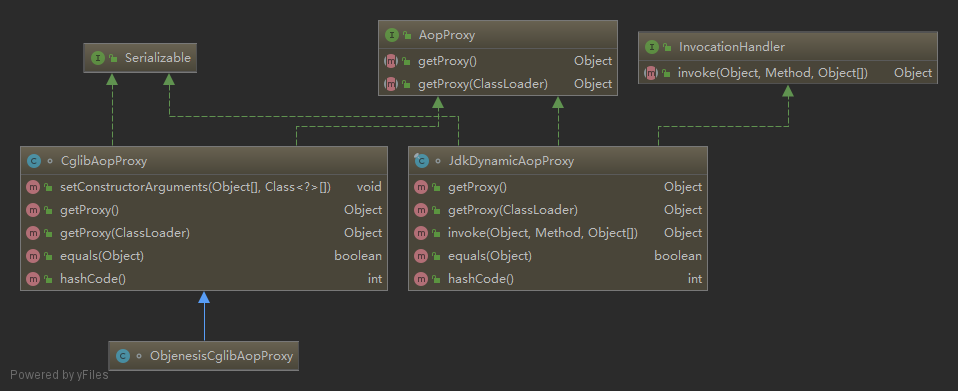 Serializable
AopProxy
getProxy() Object
getProxy(ClassLoader) Object
InvocationHandler
invoke(Object, Method, Object[]) Object
CglibAopProxy
setConstructorArguments(Object[], Class<?>[]) void
getProxy() Object
getProxy(ClassLoader) Object
equals(Object) boolean
hashCode() int
JdkDynamicAopProxy
getProxy() Object
getProxy(ClassLoader) Object
invoke(Object, Method, Object[]) Object
equals(Object) boolean
hashCode() int
ObjenesisCglibAopProxy
Powered by yFiles